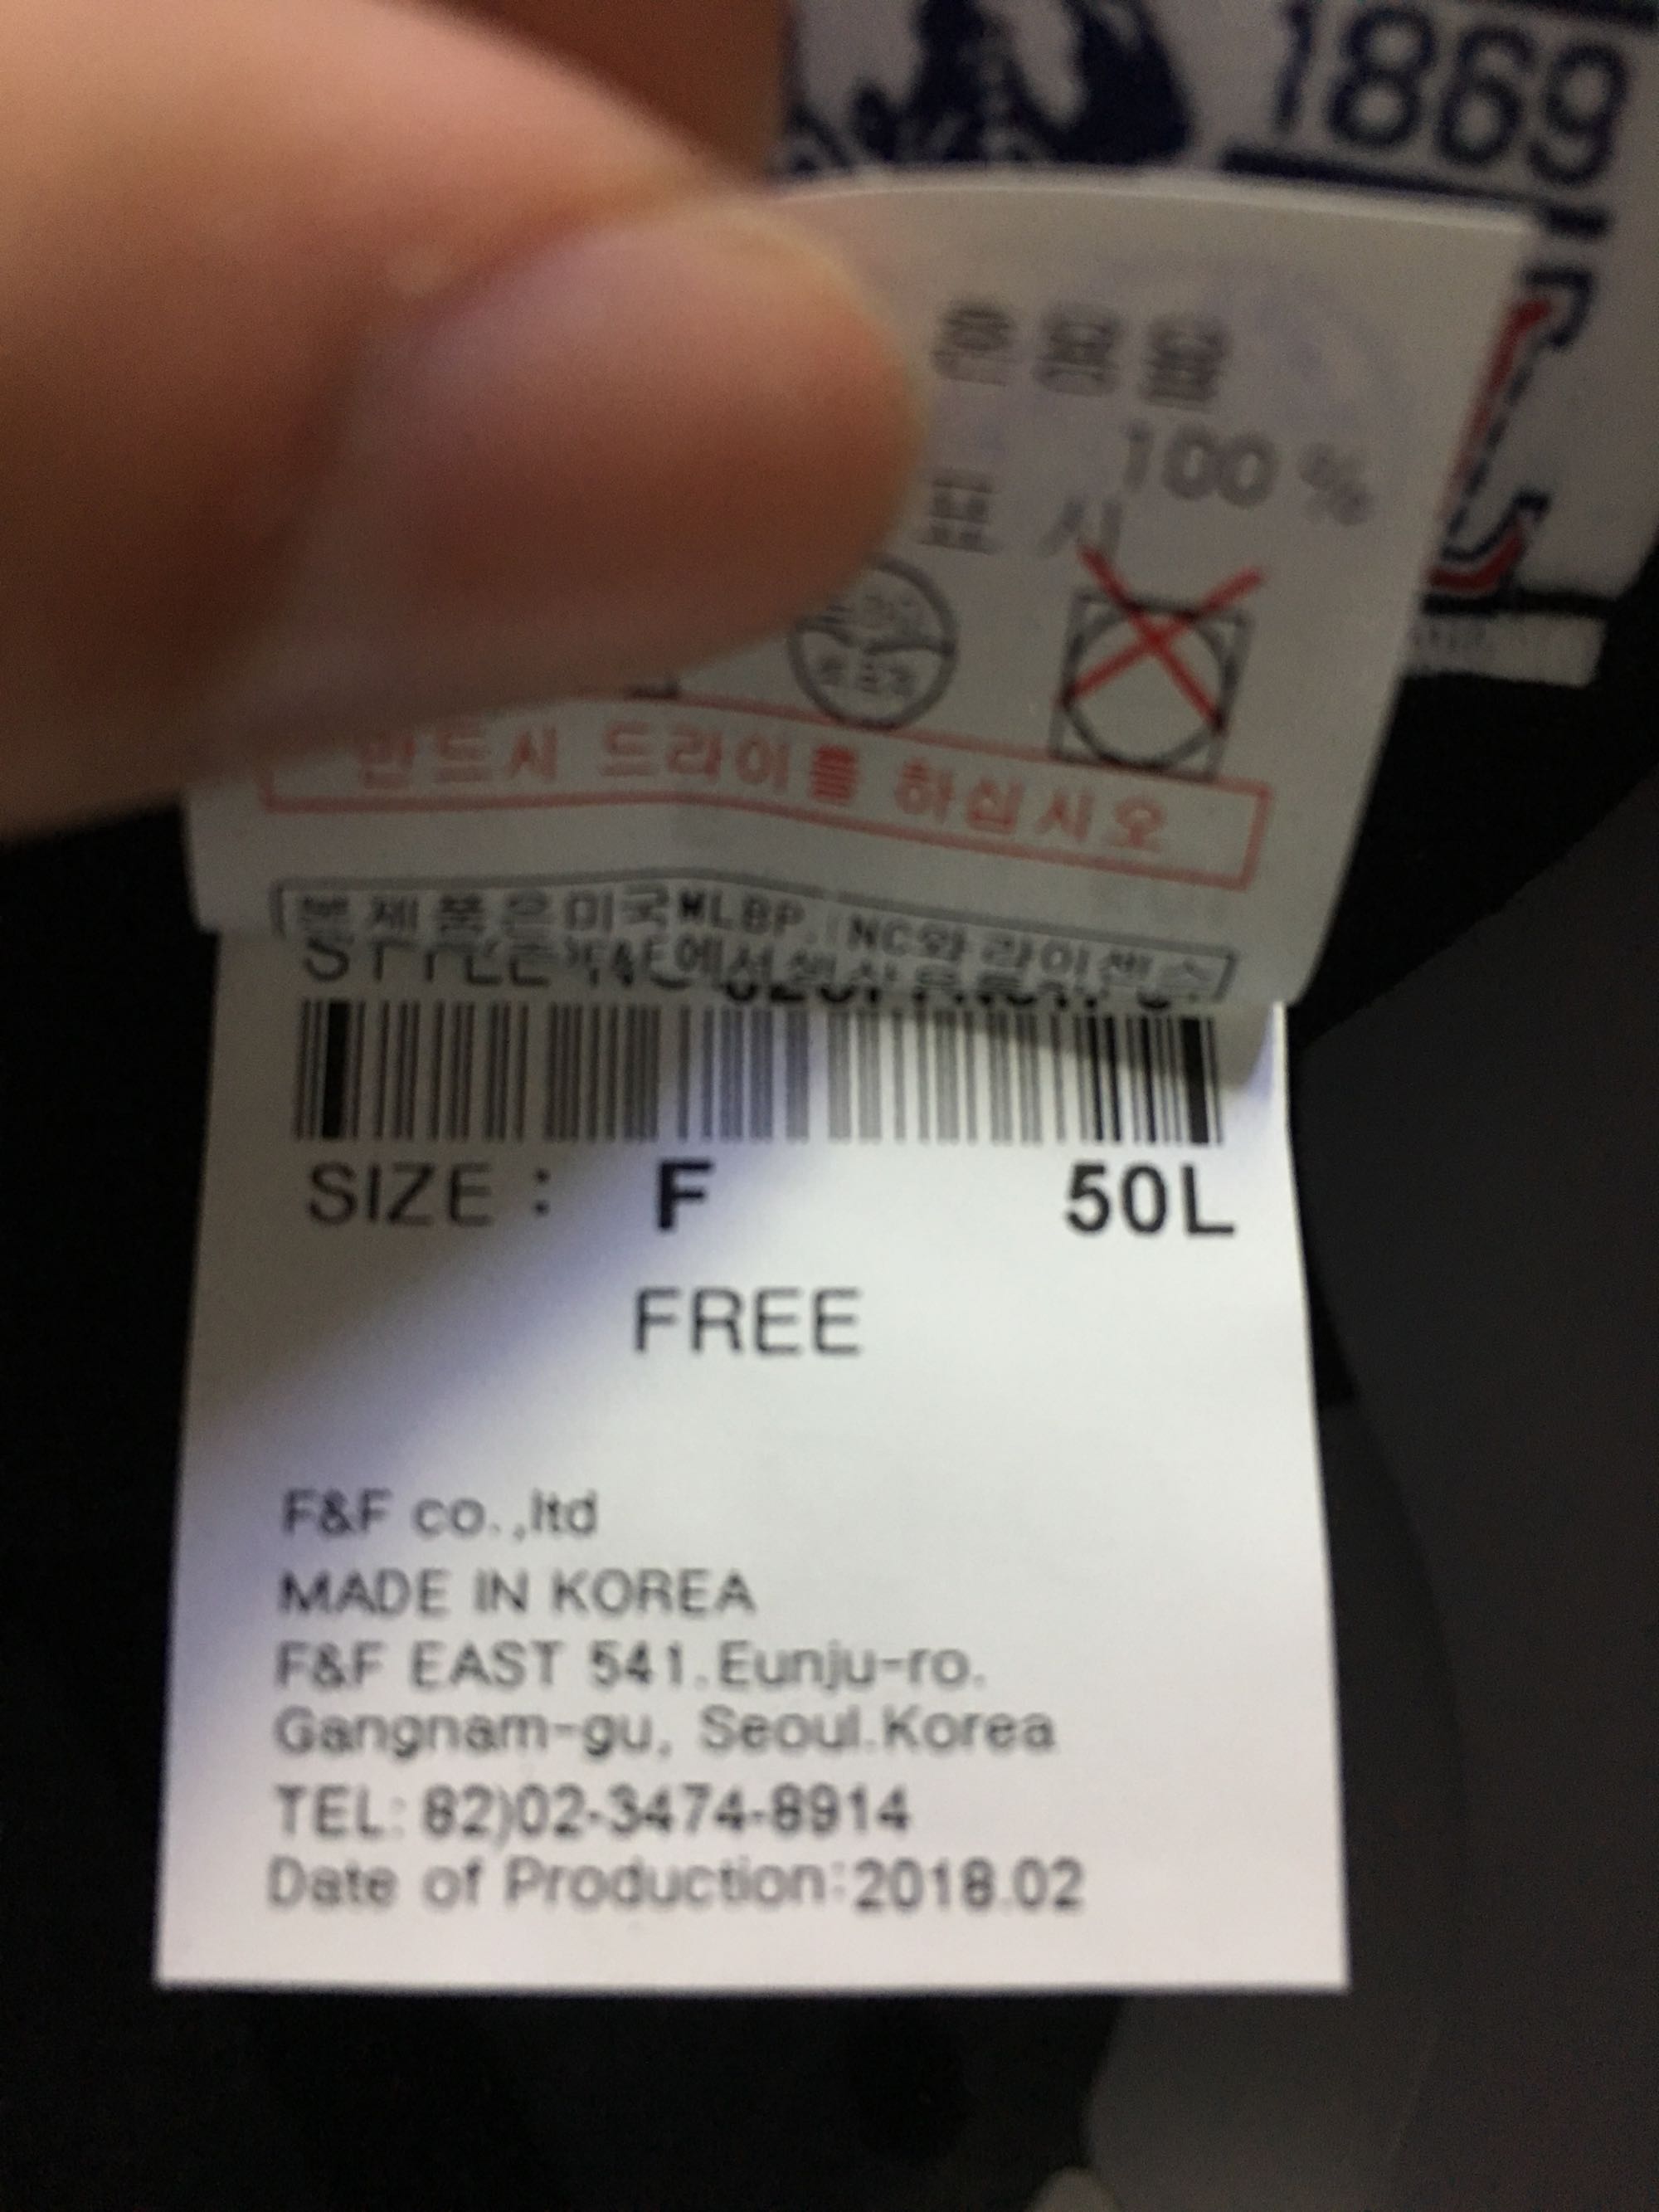 1869
혼용율
100%
표 시
반드시 드라이를 하십시오
본제품은미국MLBP, INC와 라이센스
STYLE NO
SIZE : F 50L
FREE
F&F co.,ltd
MADE IN KOREA
F&F EAST 541.Eunju-ro.
Gangnam-gu, Seoul.Korea
TEL: 82)02-3474-8914
Date of Production:2018.02